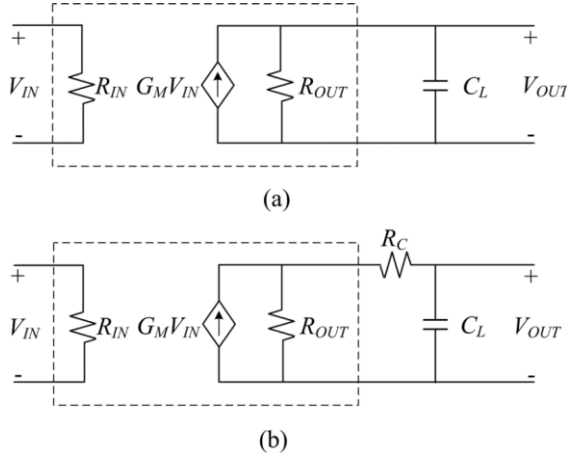 + +
V_IN R_IN G_M V_IN R_OUT C_L V_OUT
- -
(a)
R_C
+ +
V_IN R_IN G_M V_IN R_OUT C_L V_OUT
- -
(b)